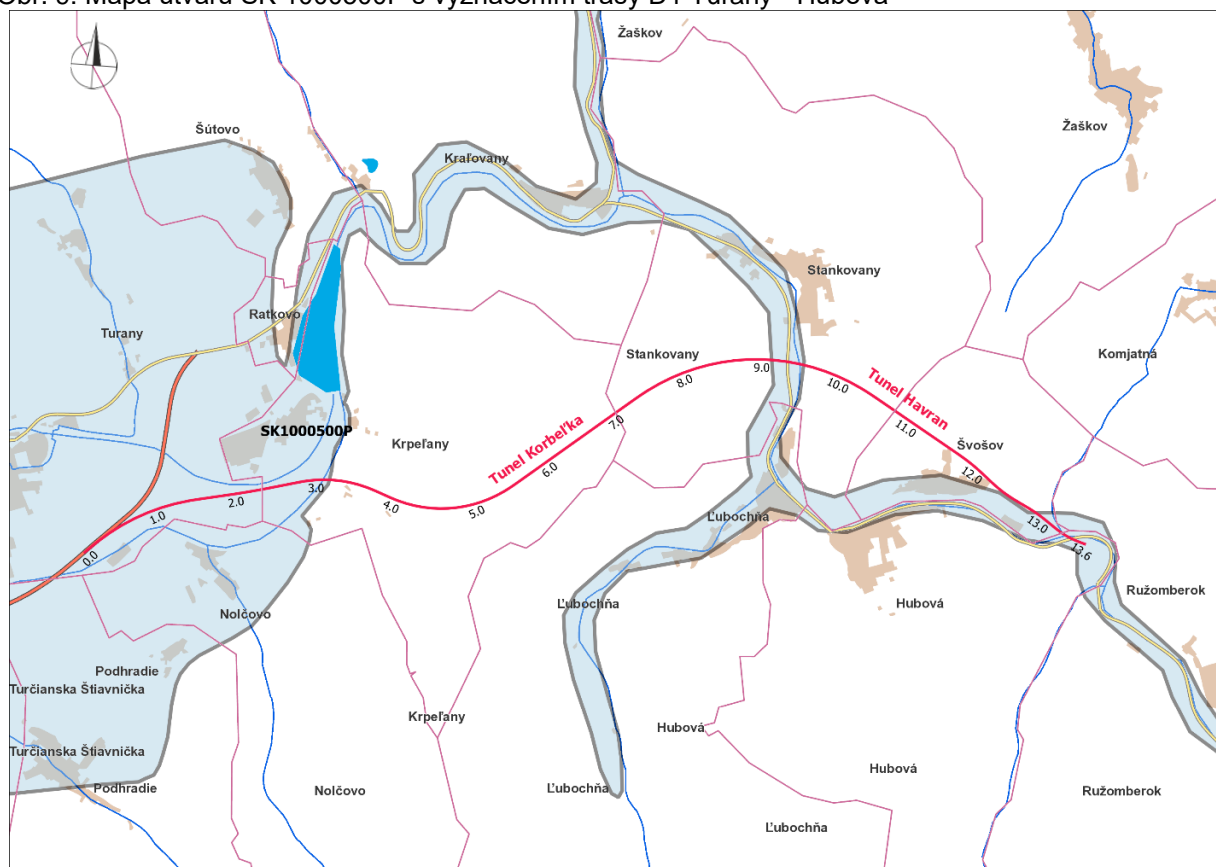 Žaškov
Žaškov
Šútovo
Kraľovany
Stankovany
Ratkovo
Turany
Stankovany
Komjatná
9.0
8.0
10.0
Tunel Havran
7.0
11.0
SK1000500P
Krpeľany
Tunel Korbeľka
Švošov
6.0
12.0
3.0
2.0
4.0
5.0
1.0
Ľubochňa
13.0
0.0
13.6
Ružomberok
Nolčovo
Ľubochňa
Hubová
Podhradie
Turčianska Štiavnička
Krpeľany
Hubová
Turčianska Štiavnička
Hubová
Podhradie
Nolčovo
Ľubochňa
Ružomberok
Ľubochňa